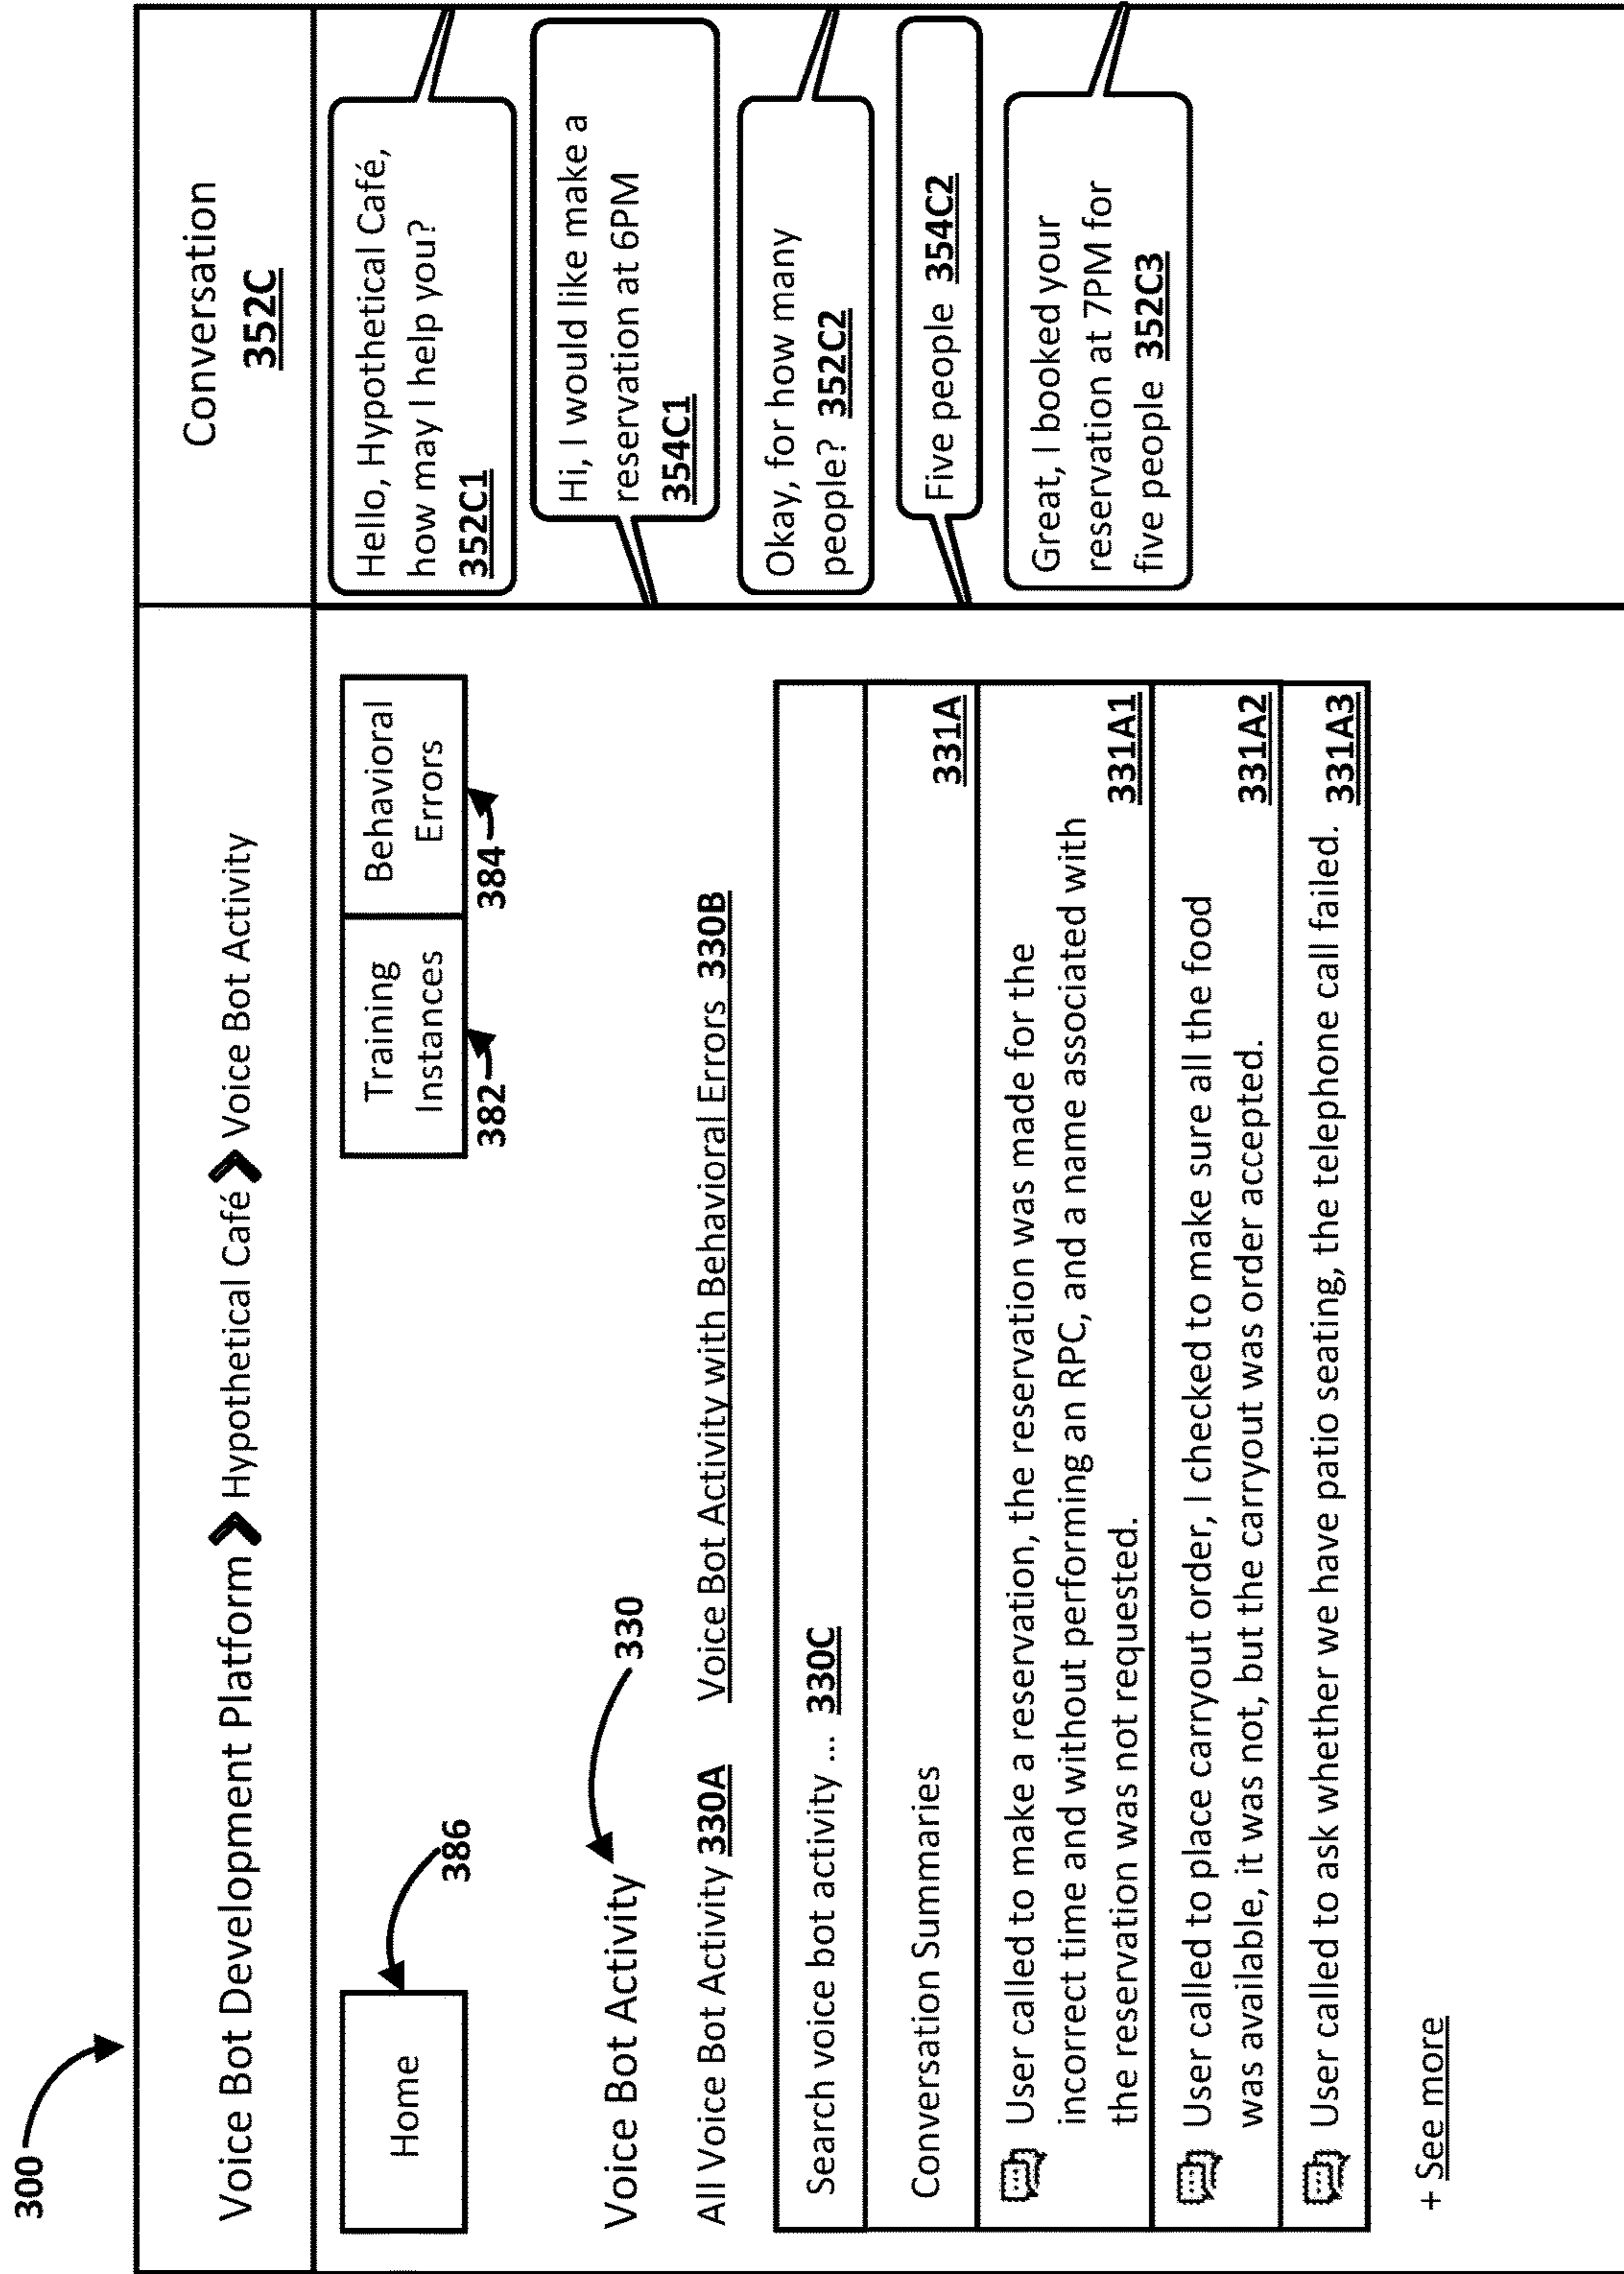 300
Voice Bot Development Platform > Hypothetical Café > Voice Bot Activity
Home
386
Training
Instances
382
Behavioral
Errors
384
Voice Bot Activity
330
All Voice Bot Activity 330A
Voice Bot Activity with Behavioral Errors 330B
Search voice bot activity ... 330C
Conversation Summaries
331A
User called to make a reservation, the reservation was made for the
incorrect time and without performing an RPC, and a name associated with
the reservation was not requested.
331A1
User called to place carryout order, I checked to make sure all the food
was available, it was not, but the carryout was order accepted.
331A2
User called to ask whether we have patio seating, the telephone call failed.
331A3
+ See more
Conversation
352C
Hello, Hypothetical Café,
how may I help you?
352C1
Hi, I would like make a
reservation at 6PM
354C1
Okay, for how many
people? 352C2
Five people 354C2
Great, I booked your
reservation at 7PM for
five people 352C3